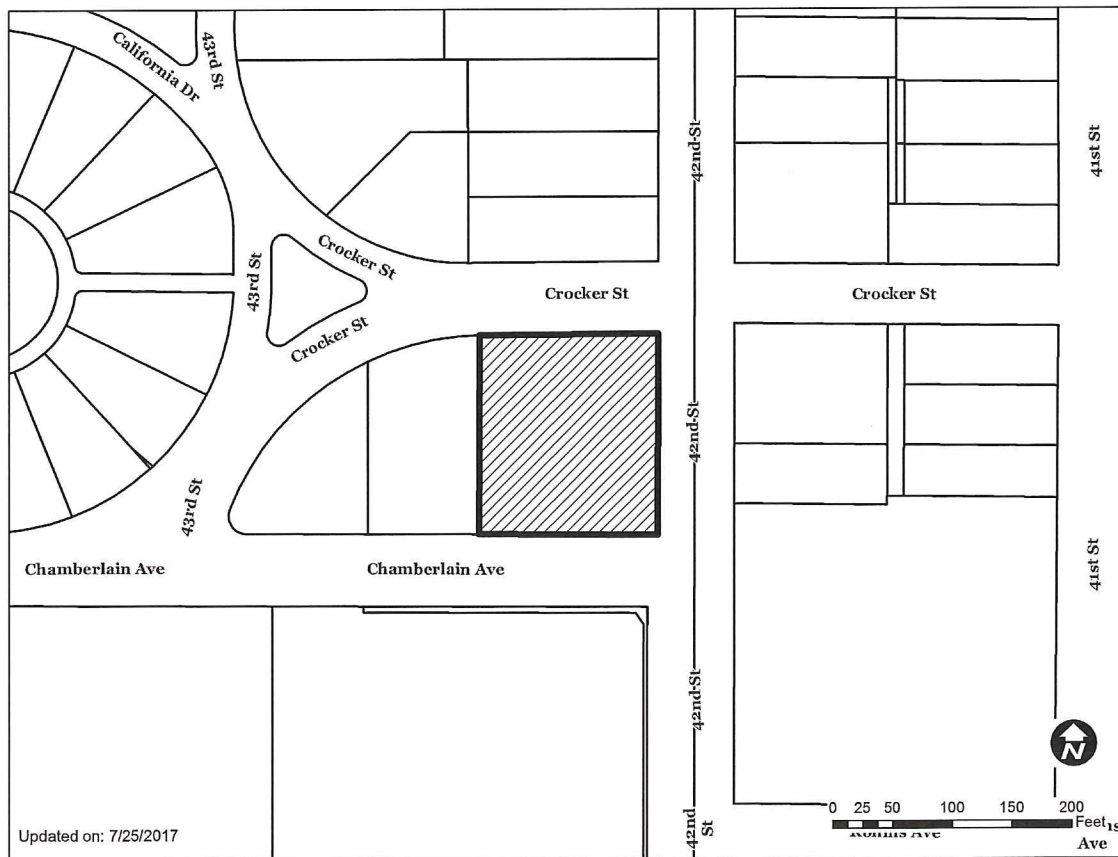 California Dr
43rd St
42nd St
41st St
43rd St
Crocker St
Crocker St
Crocker St
Crocker St
42nd St
43rd St
Chamberlain Ave
Chamberlain Ave
41st St
42nd St
N
0 25 50 100 150 200
Feet
Ave
42nd
St
Updated on: 7/25/2017